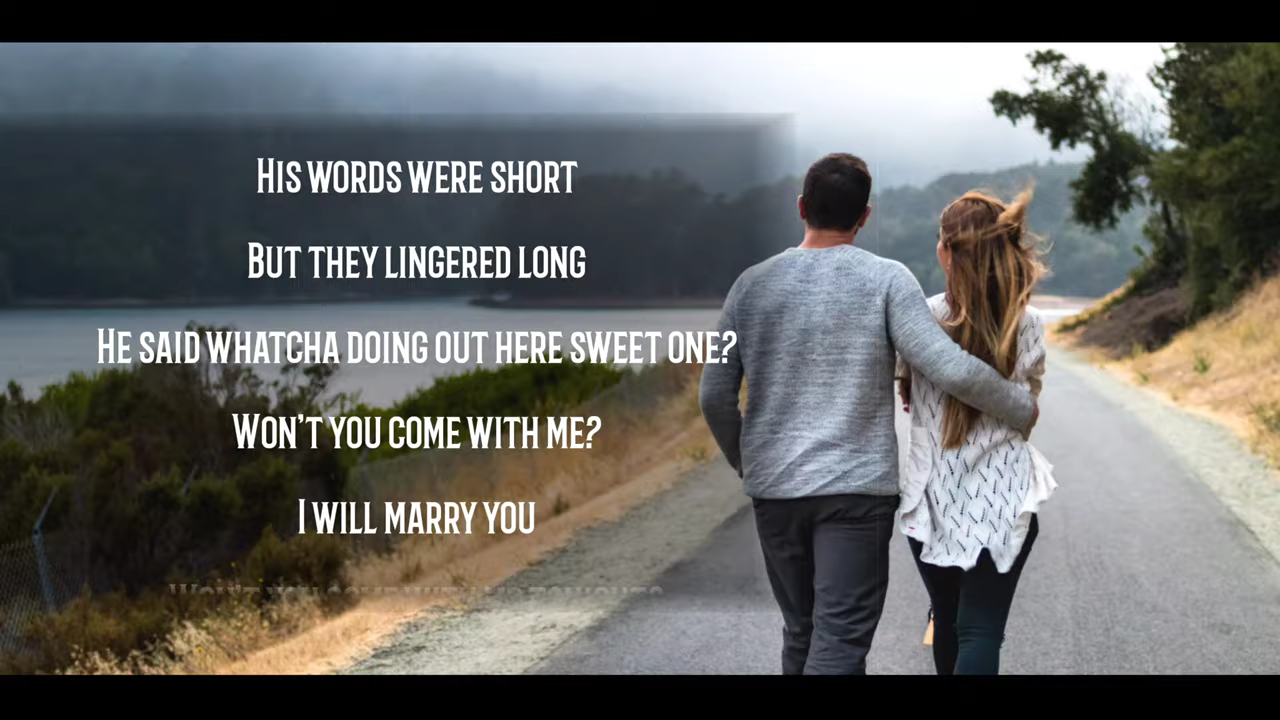 His words were short
But they lingered long
He said whatcha doing out here sweet one?
Won't you come with me?
I will marry you